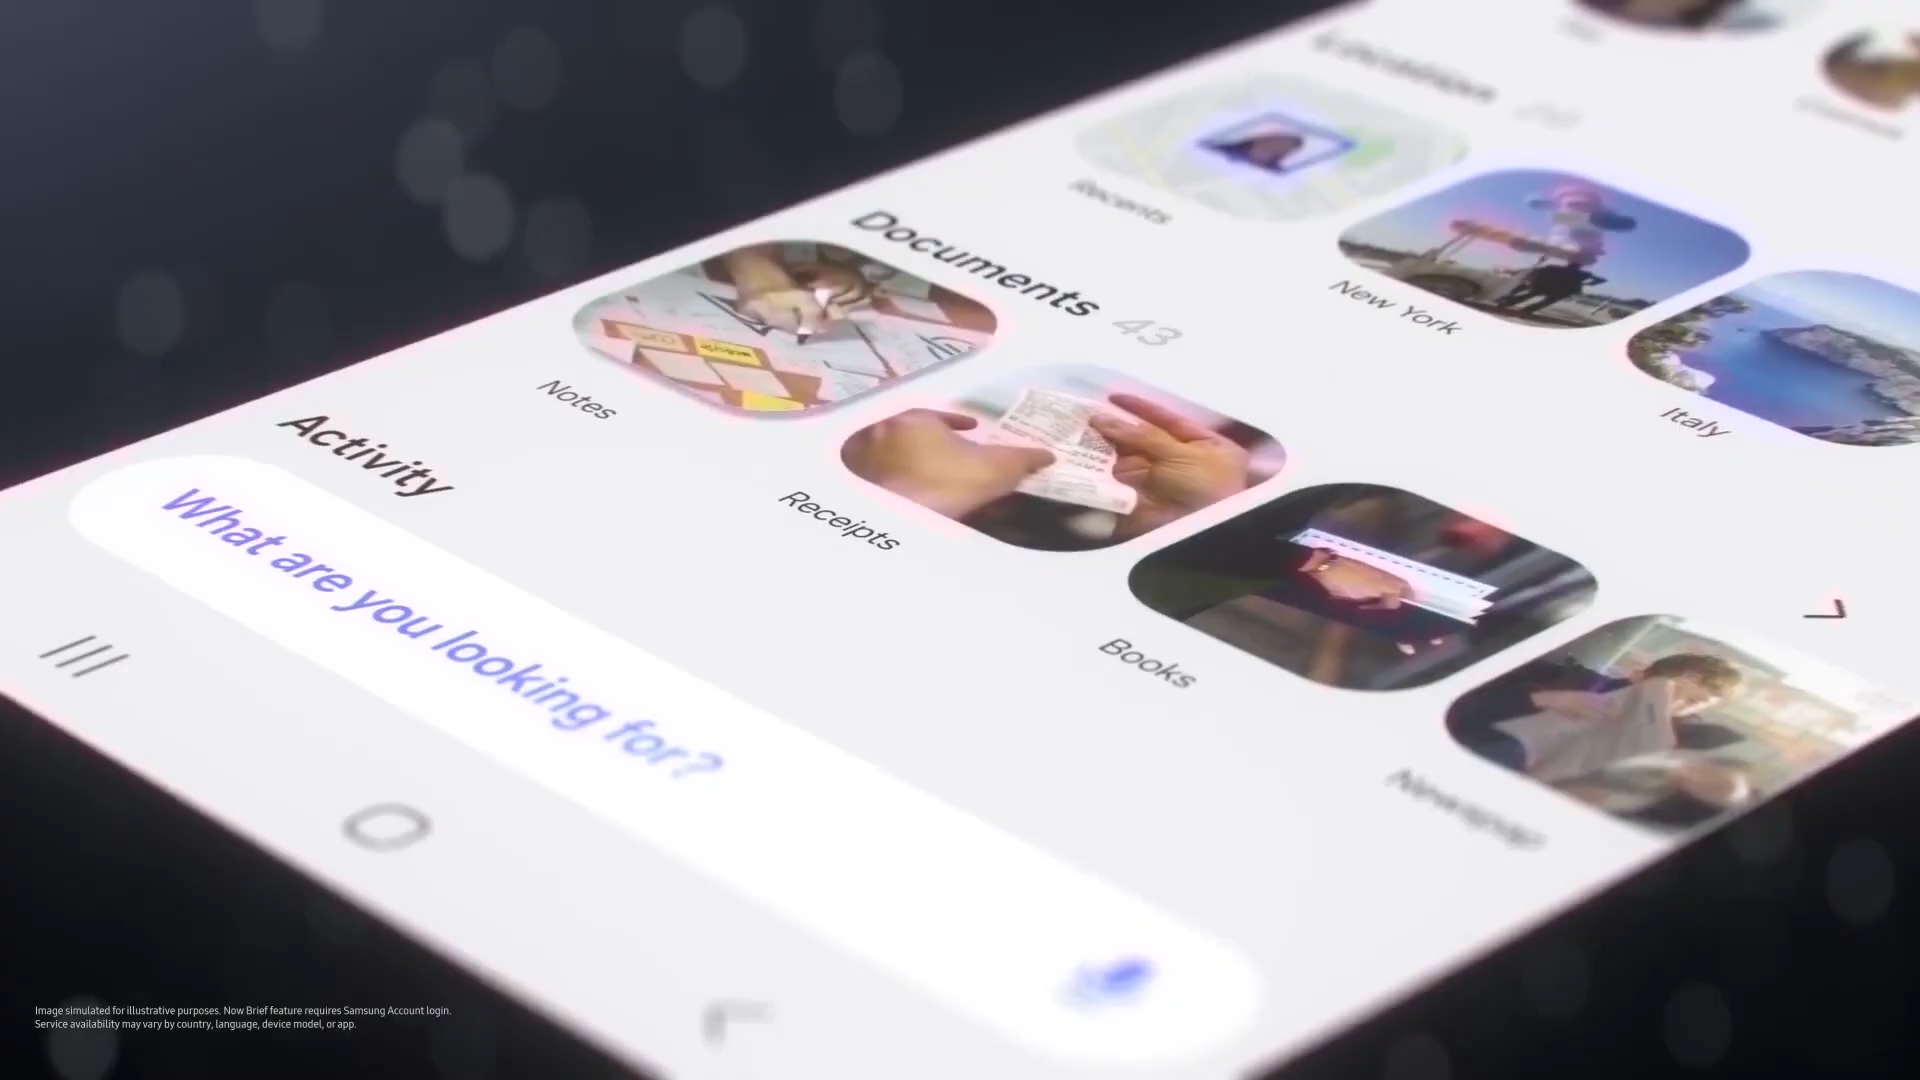 Location
Recents
New York
Italy
Documents 43
Notes
Receipts
Books
Activity
What are you looking for?
Image simulated for illustrative purposes. Now Brief feature requires Samsung Account login.
Service availability may vary by country, language, device model, or app.